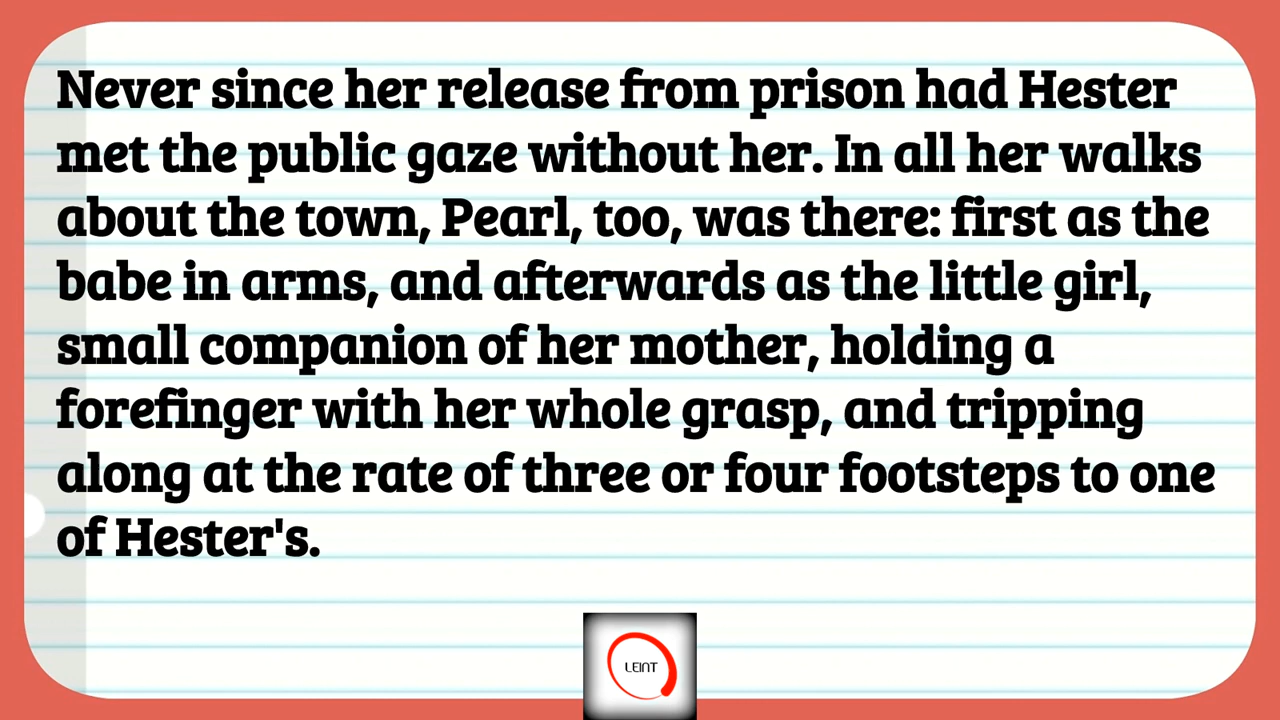 Never since her release from prison had Hester
met the public gaze without her. In all her walks
about the town, Pearl, too, was there: first as the
babe in arms, and afterwards as the little girl,
small companion of her mother, holding a
forefinger with her whole grasp, and tripping
along at the rate of three or four footsteps to one
of Hester's.
LEINT